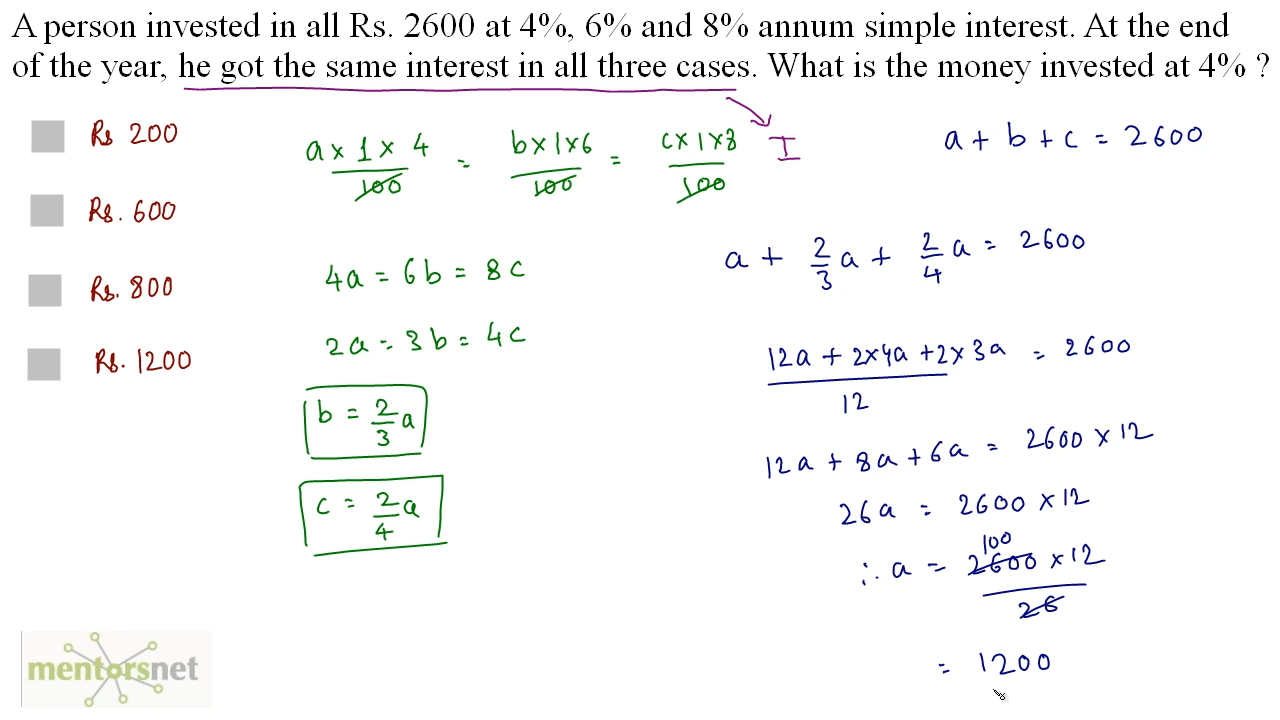 A person invested in all Rs. 2600 at 4%, 6% and 8% annum simple interest. At the end
of the year, he got the same interest in all three cases. What is the money invested at 4% ?
Rs 200
Rs. 600
Rs. 800
Rs. 1200
a × 1 × 4 / 100 = b × 1 × 6 / 100 = c × 1 × 8 / 100 I
4a = 6b = 8c
2a = 3b = 4c
b = 2/3 a
c = 2/4 a
a + b + c = 2600
a + 2/3 a + 2/4 a = 2600
12a + 2×4a + 2×3a / 12 = 2600
12a + 8a + 6a = 2600 × 12
26a = 2600 × 12
∴ a = 2600 × 12 / 26
100
= 1200
mentorsnet